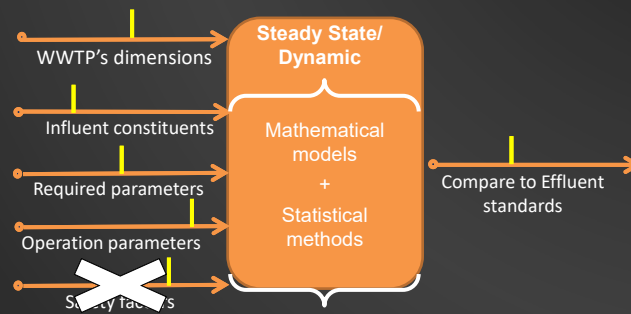 Steady State/
Dynamic
WWTP's dimensions
Influent constituents
Required parameters
Operation parameters
Mathematical
models
+
Statistical
methods
Compare to Effluent
standards